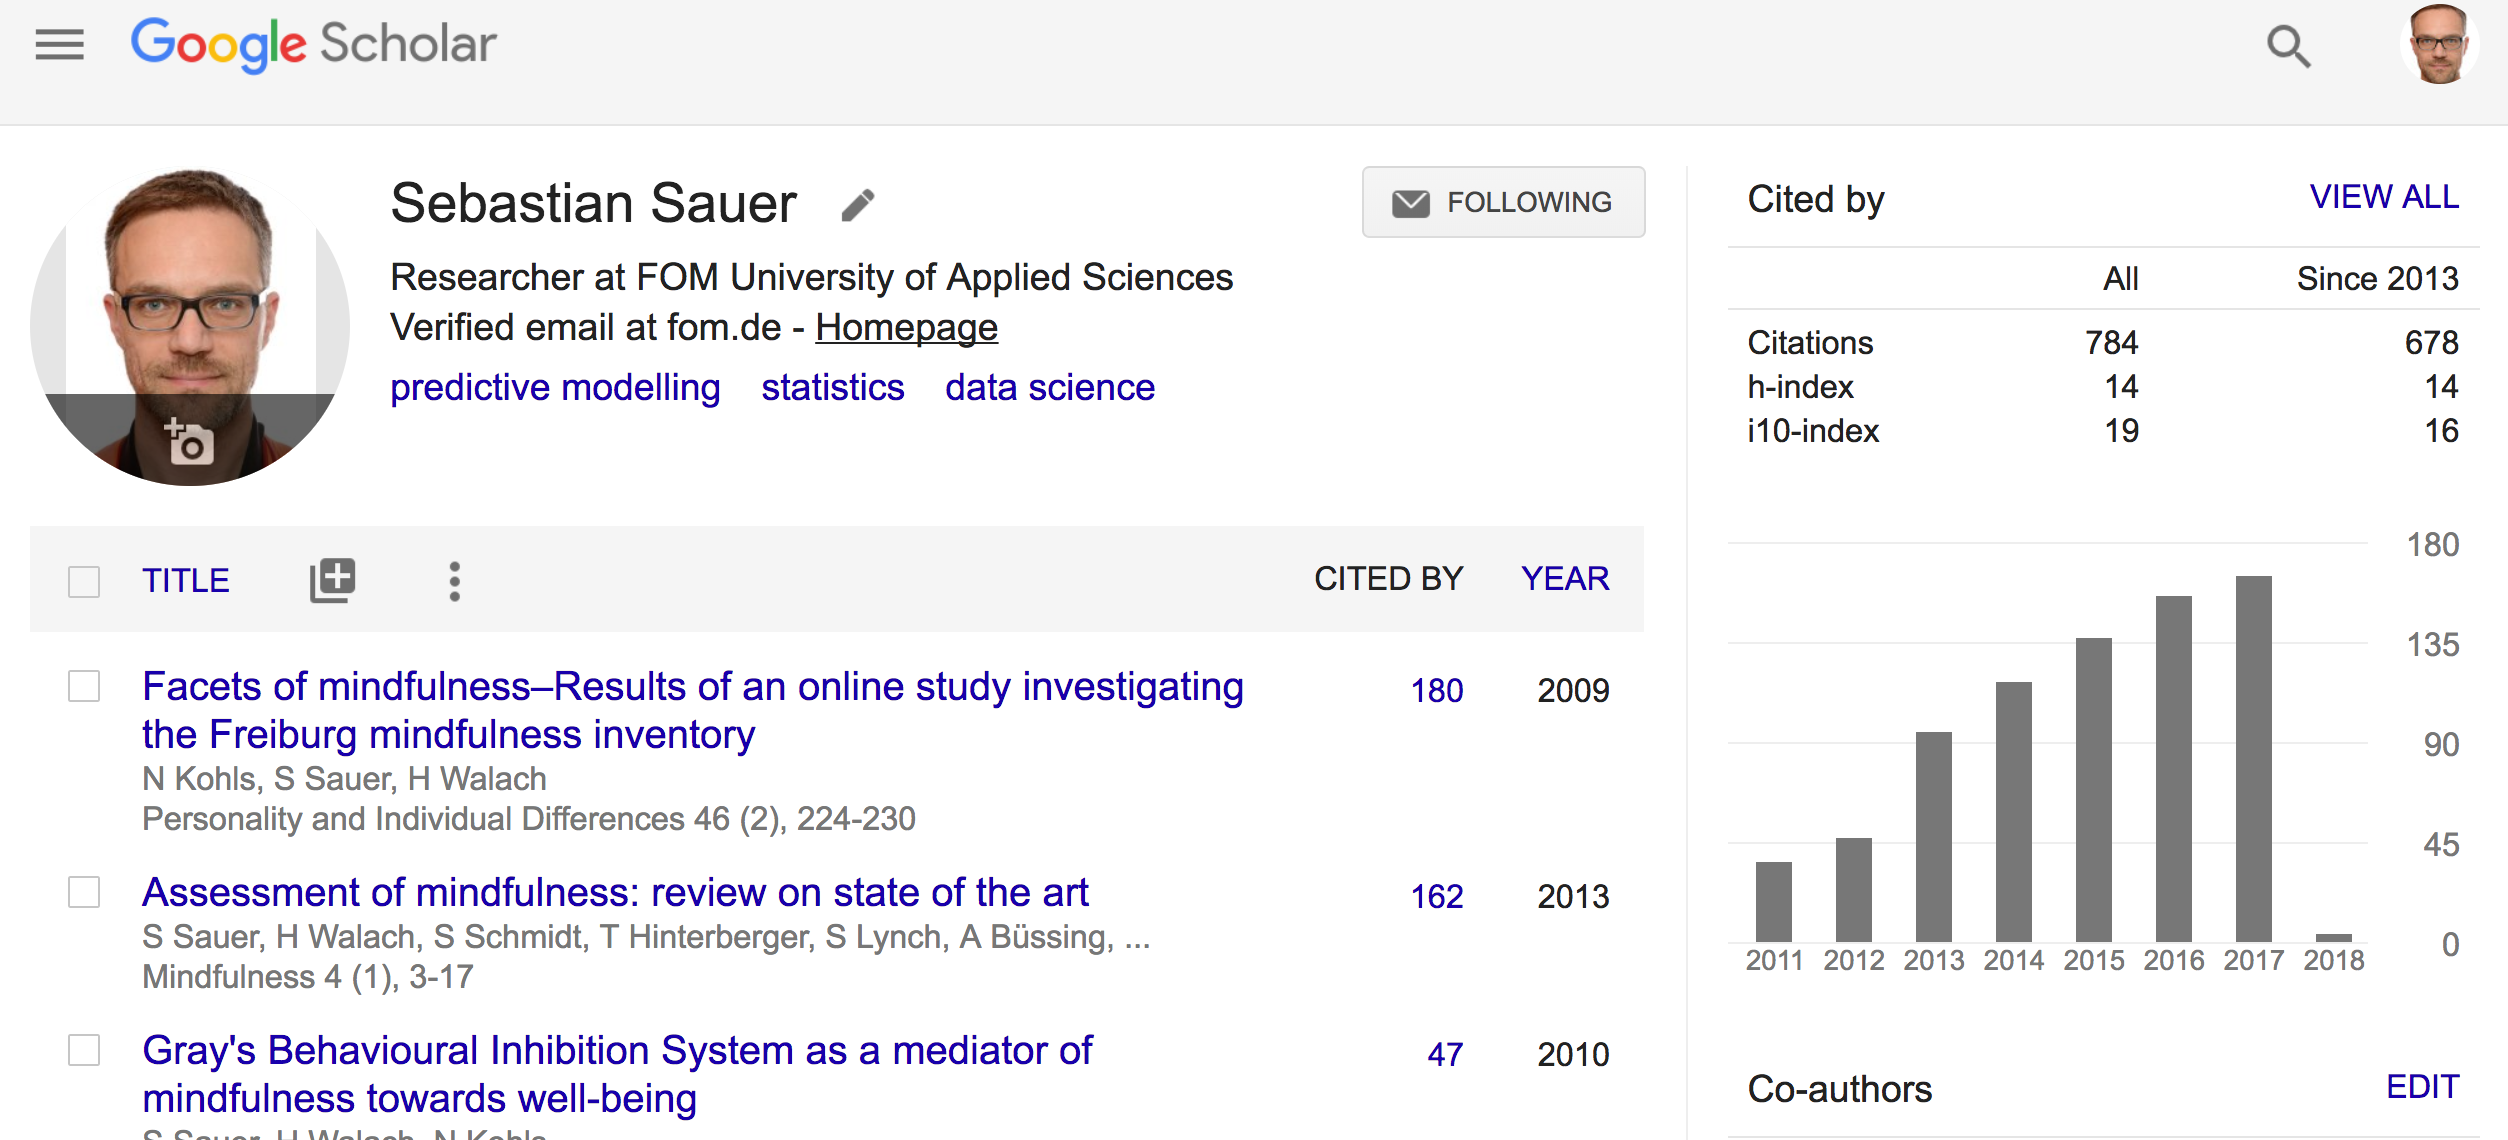 Google Scholar
Sebastian Sauer
FOLLOWING
Researcher at FOM University of Applied Sciences
Verified email at fom.de - Homepage
predictive modelling statistics data science
TITLE CITED BY YEAR
Facets of mindfulness–Results of an online study investigating 180 2009
the Freiburg mindfulness inventory
N Kohls, S Sauer, H Walach
Personality and Individual Differences 46 (2), 224-230
Assessment of mindfulness: review on state of the art 162 2013
S Sauer, H Walach, S Schmidt, T Hinterberger, S Lynch, A Büssing, ...
Mindfulness 4 (1), 3-17
Gray's Behavioural Inhibition System as a mediator of 47 2010
mindfulness towards well-being
S Sauer, H Walach, N Kohls
Cited by VIEW ALL
All Since 2013
Citations 784 678
h-index 14 14
i10-index 19 16
180
135
90
45
0
2011 2012 2013 2014 2015 2016 2017 2018
Co-authors EDIT